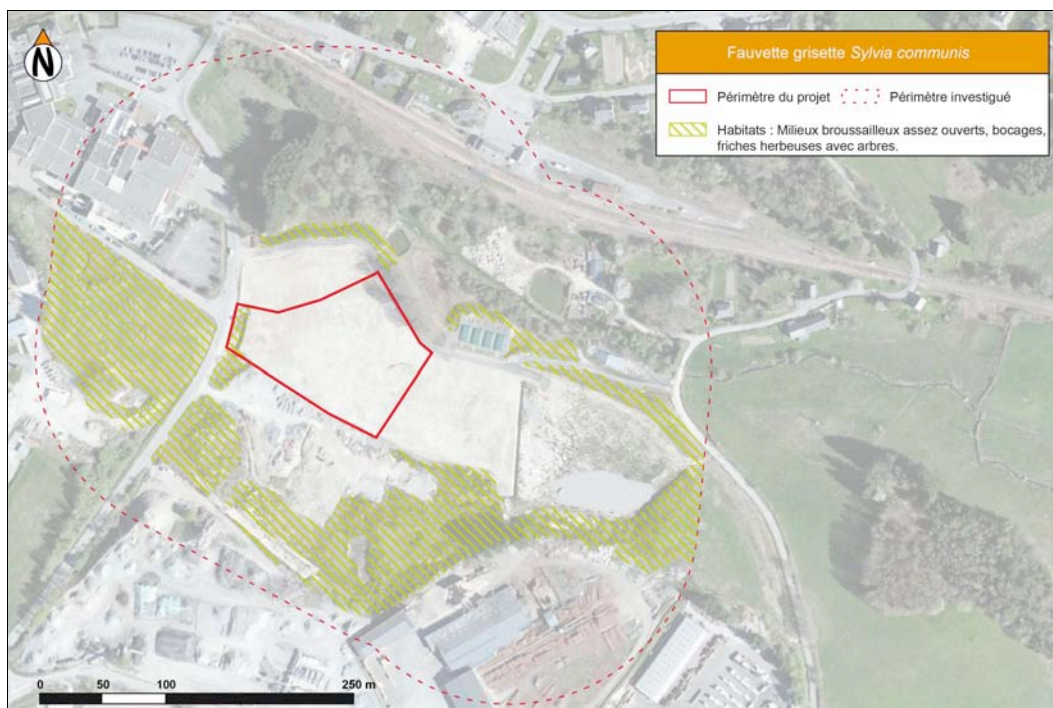 N
Fauvette grisette Sylvia communis
Périmètre du projet Périmètre investigué
Habitats : Milieux broussailleux assez ouverts, bocages,
friches herbeuses avec arbres.
0 50 100 250 m